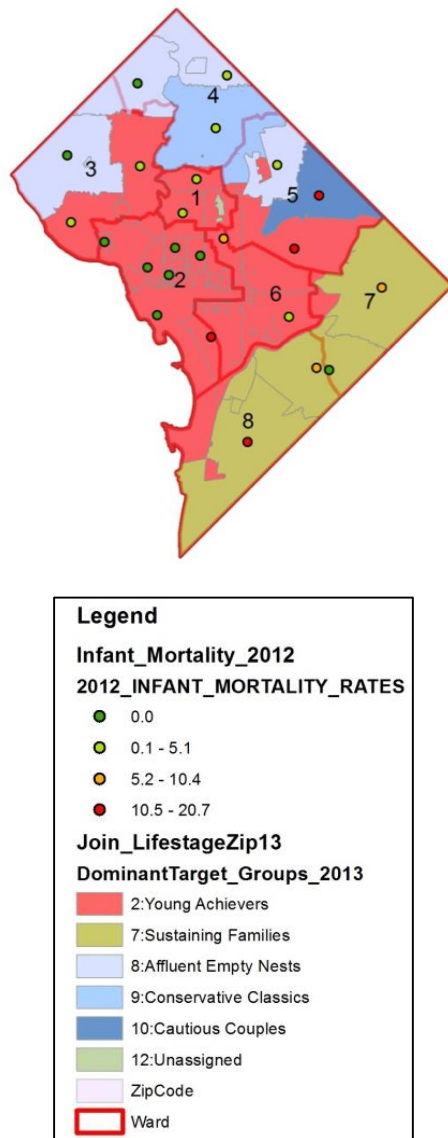 4
3
1
5
2
6
7
8
Legend
Infant_Mortality_2012
2012_INFANT_MORTALITY_RATES
0.0
0.1 - 5.1
5.2 - 10.4
10.5 - 20.7
Join_LifestageZip13
DominantTarget_Groups_2013
2:Young Achievers
7:Sustaining Families
8:Affluent Empty Nests
9:Conservative Classics
10:Cautious Couples
12:Unassigned
ZipCode
Ward